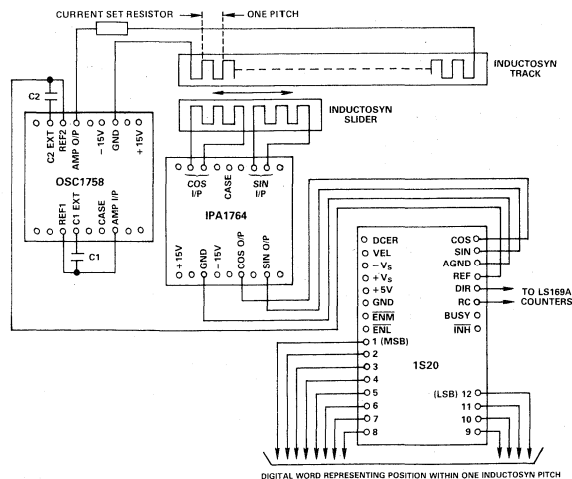 CURRENT SET RESISTOR
ONE PITCH
INDUCTOSYN TRACK
INDUCTOSYN SLIDER
C2
C2 EXT
REF2
AMP O/P
−15V
GND
+15V
OSC1758
REF1
C1 EXT
CASE
AMP I/P
C1
COS I/P
CASE
SIN I/P
IPA1764
+15V
GND
−15V
COS O/P
SIN O/P
DCER
VEL
−VS
+VS
+5V
GND
ENM
ENL
1 (MSB)
2
3
4
5
6
7
8
COS
SIN
AGND
REF
DIR
RC
BUSY
INH
TO LS169A COUNTERS
1S20
(LSB) 12
11
10
9
DIGITAL WORD REPRESENTING POSITION WITHIN ONE INDUCTOSYN PITCH